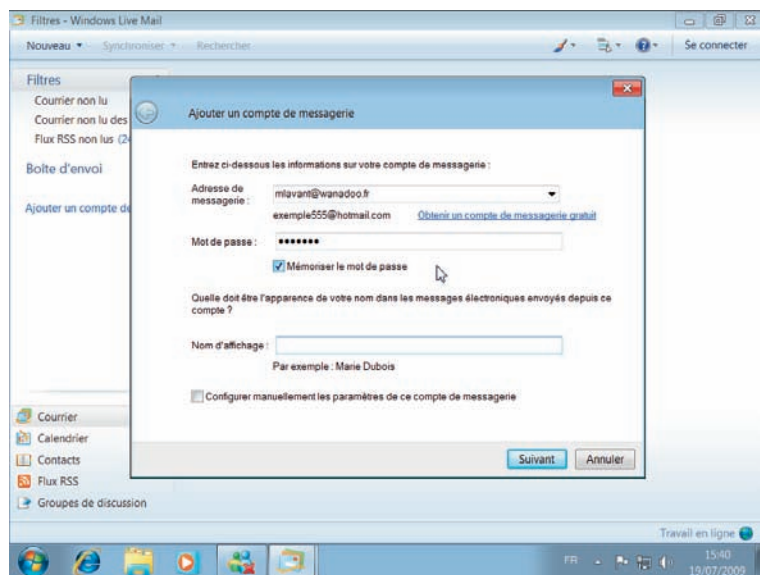 Filtres - Windows Live Mail
Nouveau Synchroniser Rechercher Se connecter
Filtres
Courrier non lu
Courrier non lu des
Flux RSS non lus (24
Boîte d'envoi
Ajouter un compte de
Ajouter un compte de messagerie
Entrez ci-dessous les informations sur votre compte de messagerie :
Adresse de
messagerie :
mlavant@wanadoo.fr
exemple555@hotmail.com Obtenir un compte de messagerie gratuit
Mot de passe : •••••••
Mémoriser le mot de passe
Quelle doit être l'apparence de votre nom dans les messages électroniques envoyés depuis ce
compte ?
Nom d'affichage :
Par exemple : Marie Dubois
Configurer manuellement les paramètres de ce compte de messagerie
Suivant Annuler
Courrier
Calendrier
Contacts
Flux RSS
Groupes de discussion
Travail en ligne
FR 15:40
19/07/2009